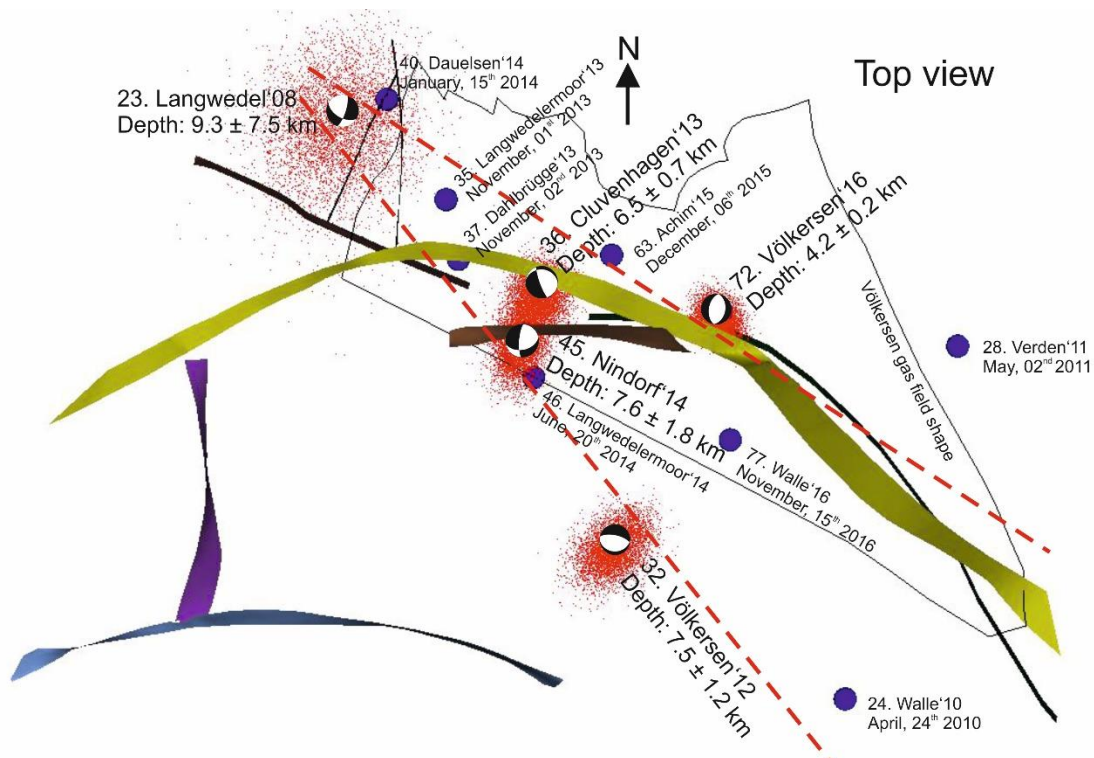 N
Top view
40. Dauelsen'14
January, 15th 2014
23. Langwedel'08
Depth: 9.3 ± 7.5 km
35. Langwedelermoor'13
November, 01st 2013
37. Dahlbrügge'13
November, 02nd 2013
36. Cluvenhagen'13
Depth: 6.5 ± 0.7 km
63. Achim'15
December, 06th 2015
72. Völkersen'16
Depth: 4.2 ± 0.2 km
Völkersen gas field shape
28. Verden'11
May, 02nd 2011
45. Nindorf'14
Depth: 7.6 ± 1.8 km
46. Langwedelermoor'14
June, 20th 2014
77. Walle'16
November, 15th 2016
32. Völkersen'12
Depth: 7.5 ± 1.2 km
24. Walle'10
April, 24th 2010